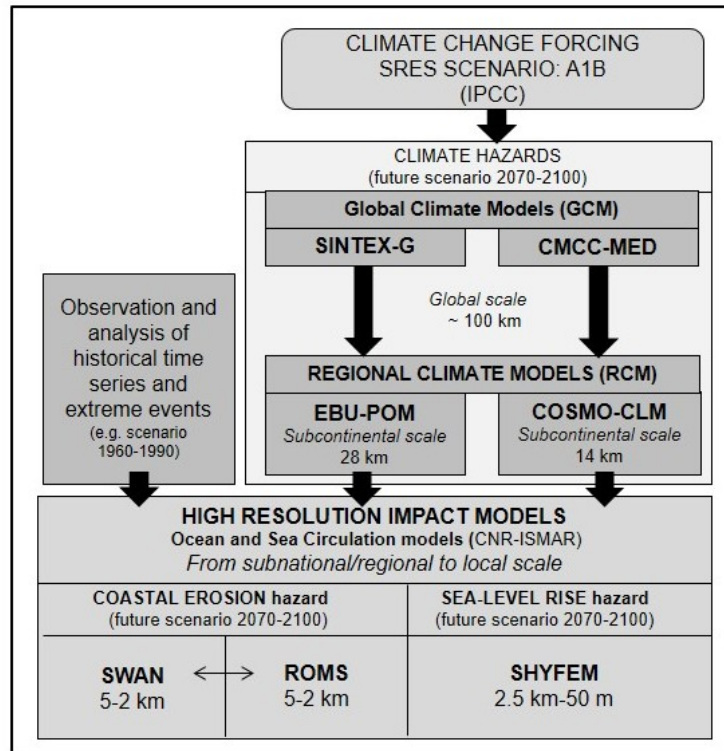 CLIMATE CHANGE FORCING
SRES SCENARIO: A1B
(IPCC)
CLIMATE HAZARDS
(future scenario 2070-2100)
Global Climate Models (GCM)
SINTEX-G
CMCC-MED
Global scale
~ 100 km
Observation and
analysis of
historical time
series and
extreme events
(e.g. scenario
1960-1990)
REGIONAL CLIMATE MODELS (RCM)
EBU-POM
Subcontinental scale
28 km
COSMO-CLM
Subcontinental scale
14 km
HIGH RESOLUTION IMPACT MODELS
Ocean and Sea Circulation models (CNR-ISMAR)
From subnational/regional to local scale
COASTAL EROSION hazard
(future scenario 2070-2100)
SEA-LEVEL RISE hazard
(future scenario 2070-2100)
SWAN
5-2 km
ROMS
5-2 km
SHYFEM
2.5 km-50 m